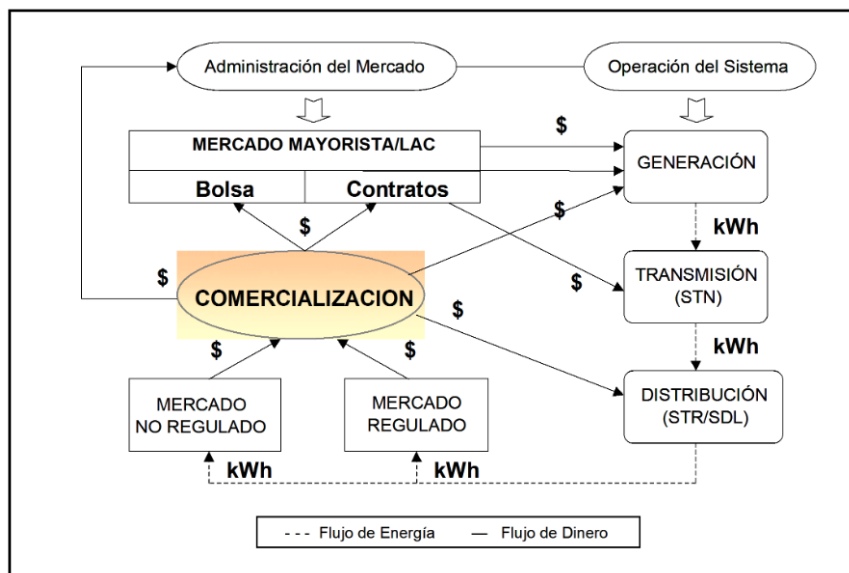 Administración del Mercado
Operación del Sistema
$
MERCADO MAYORISTA/LAC
GENERACIÓN
Bolsa
Contratos
$
$
kWh
$
COMERCIALIZACION
$
TRANSMISIÓN
(STN)
$
$
$
kWh
MERCADO
NO REGULADO
MERCADO
REGULADO
DISTRIBUCIÓN
(STR/SDL)
kWh
kWh
Flujo de Energía
Flujo de Dinero